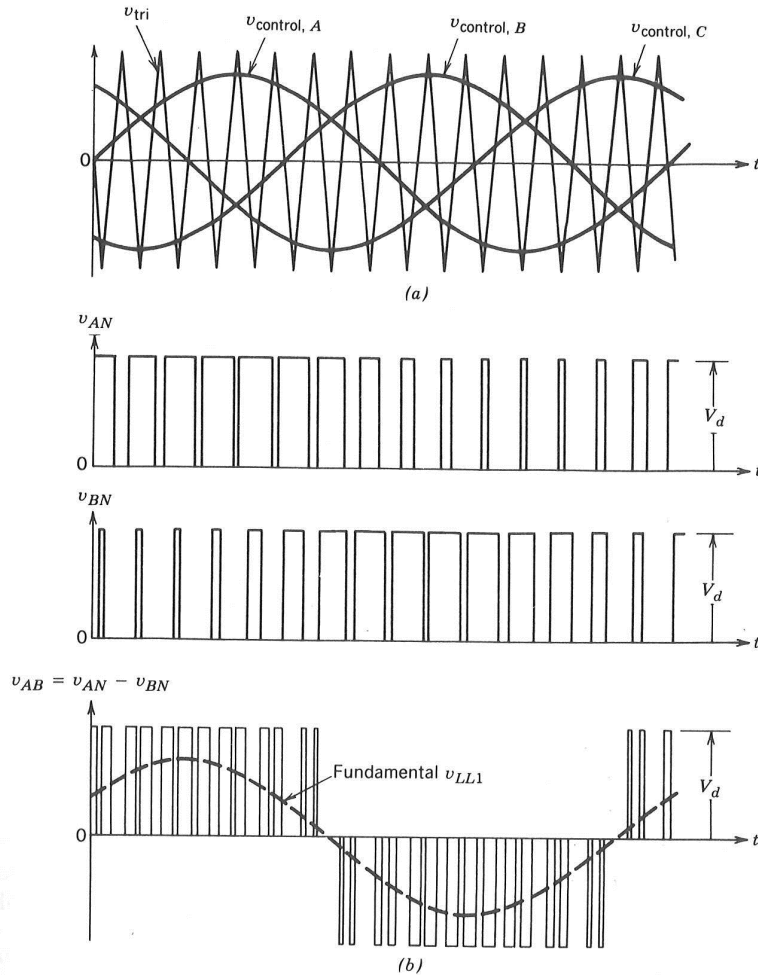 v_tri
v_control, A
v_control, B
v_control, C
0
t
(a)
v_AN
0
V_d
t
v_BN
0
V_d
t
v_AB = v_AN − v_BN
Fundamental v_LL1
0
V_d
t
(b)